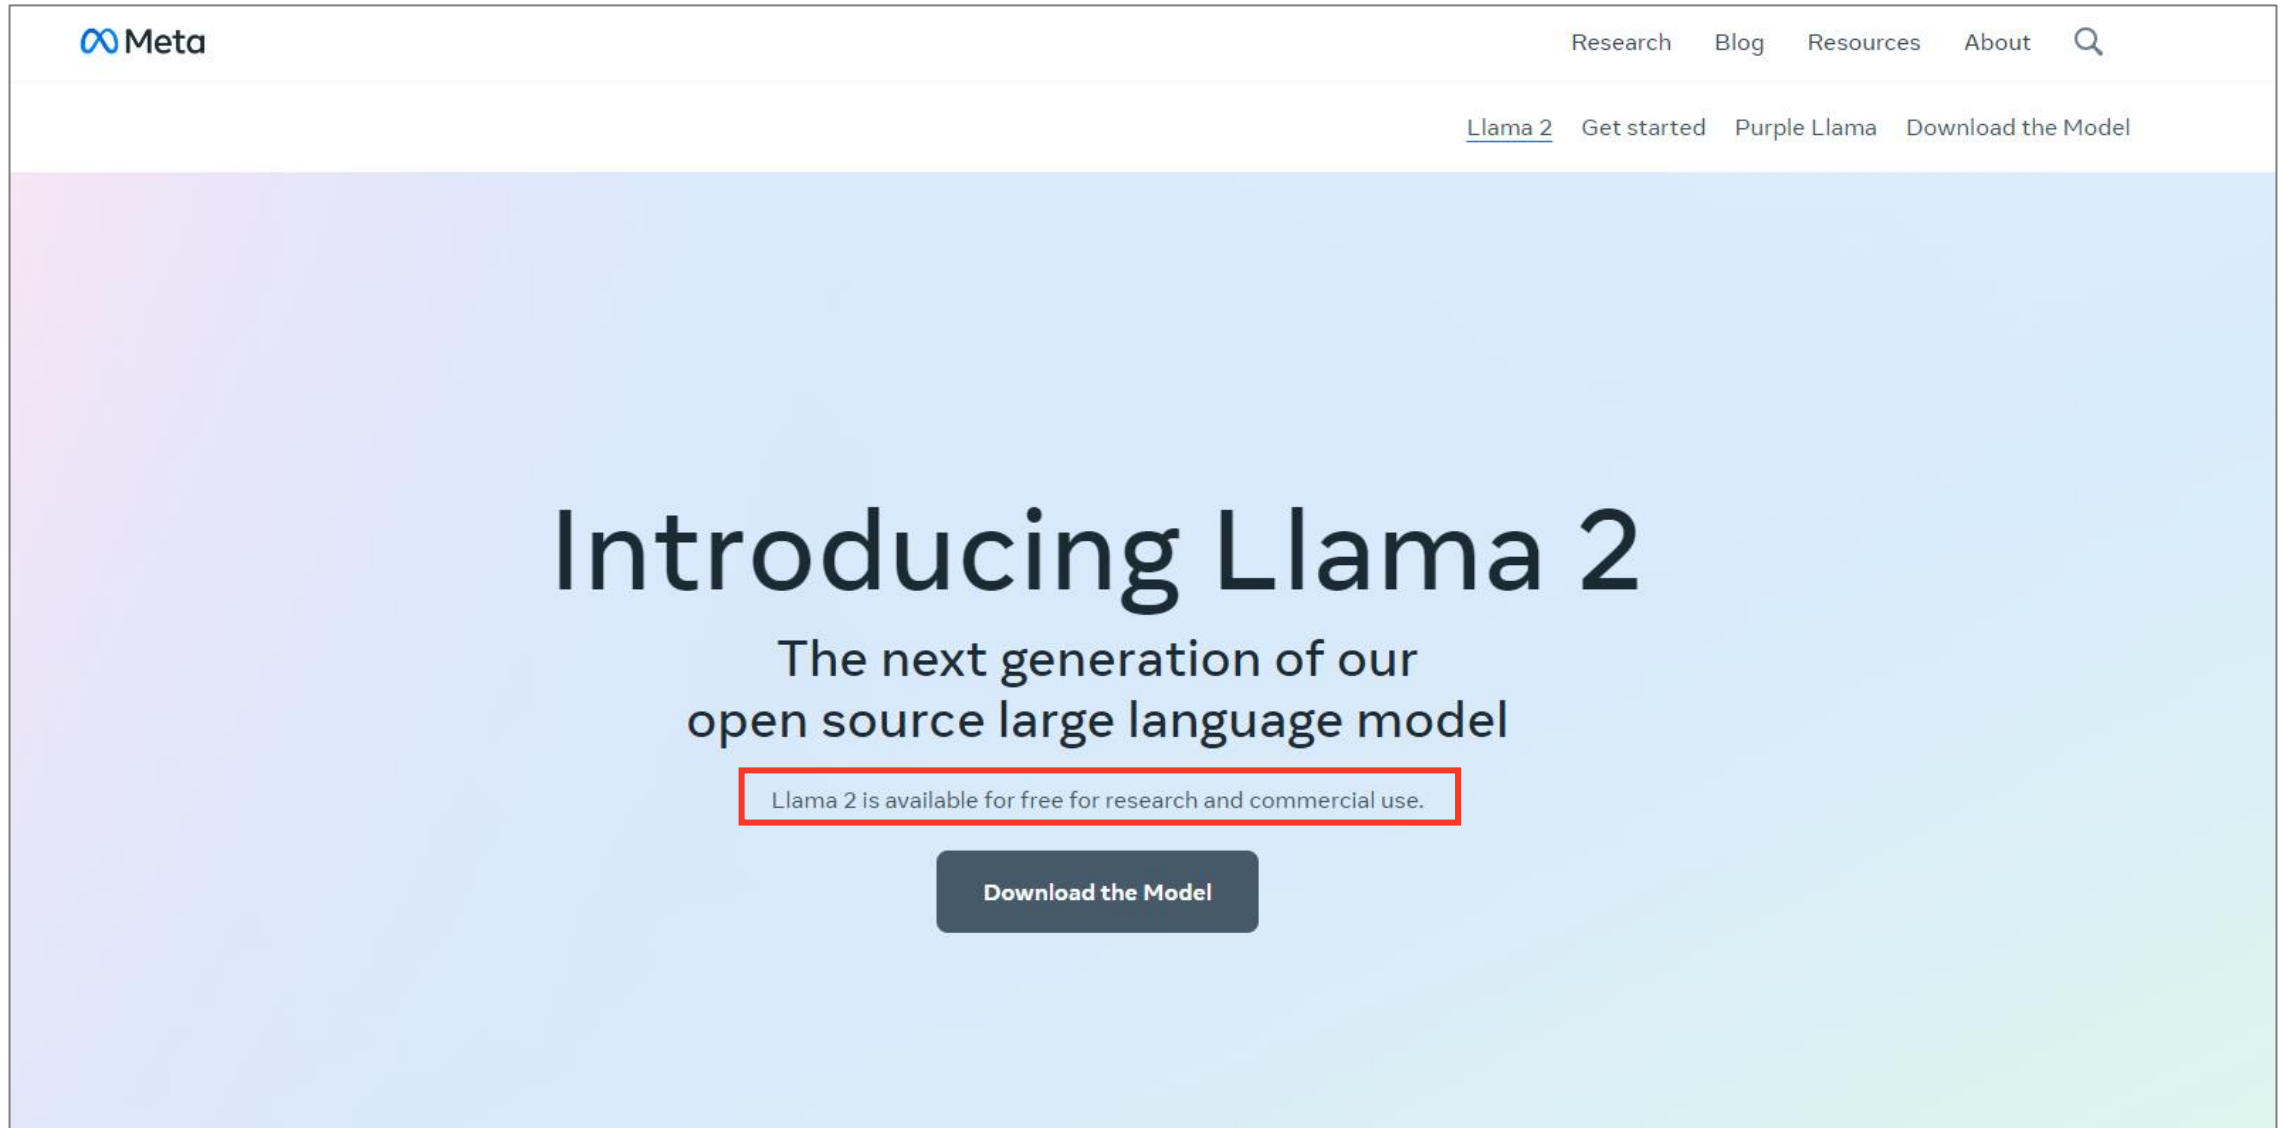 Meta
Research Blog Resources About
Llama 2 Get started Purple Llama Download the Model
Introducing Llama 2
The next generation of our
open source large language model
Llama 2 is available for free for research and commercial use.
Download the Model